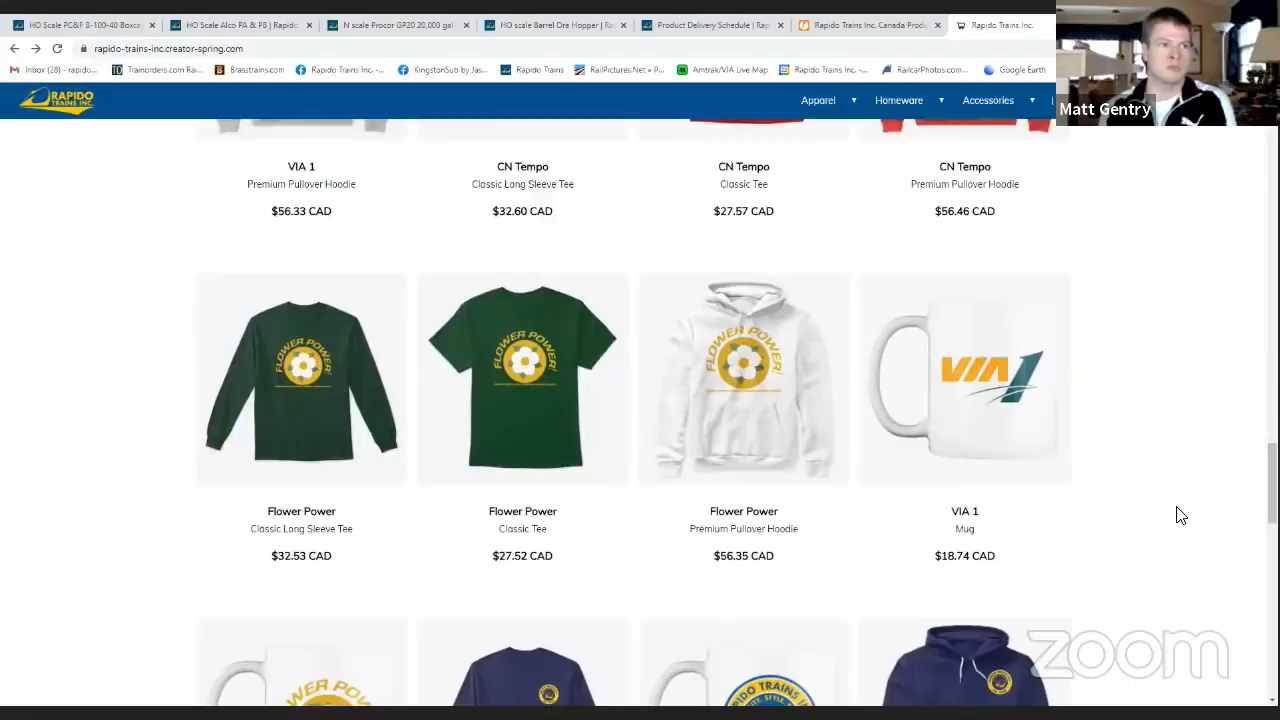 HO Scale PC&F B-100-40 Boxca
HO Scale Alco PA & PB | Rapido
N scale Procor GP20 20,000 gal
HO scale Barrel Ore Hopper | Ra
Product Delivery Schedule | Rap
Rapido Trains Inc. Canada Produ
Rapido Trains Inc.
rapido-trains-inc.creator-spring.com
Inbox (28) - rapido...
Trainorders.com Rai...
Brasstrains.com
Rapido Trains Inc. -...
KingstonSub by Jas...
Rapido Trains
RailPictures.Net » P...
Amtrak/VIA Live Map
Rapido Trains Inc. -...
RailcarPhotos.com...
Google Earth
RAPIDO
TRAINS INC.
Apparel
Homeware
Accessories
Matt Gentry
VIA 1
Premium Pullover Hoodie
$56.33 CAD
CN Tempo
Classic Long Sleeve Tee
$32.60 CAD
CN Tempo
Classic Tee
$27.57 CAD
CN Tempo
Premium Pullover Hoodie
$56.46 CAD
FLOWER POWER!
FLOWER POWER!
FLOWER POWER!
VIA 1
Flower Power
Classic Long Sleeve Tee
$32.53 CAD
Flower Power
Classic Tee
$27.52 CAD
Flower Power
Premium Pullover Hoodie
$56.35 CAD
VIA 1
Mug
$18.74 CAD
zoom